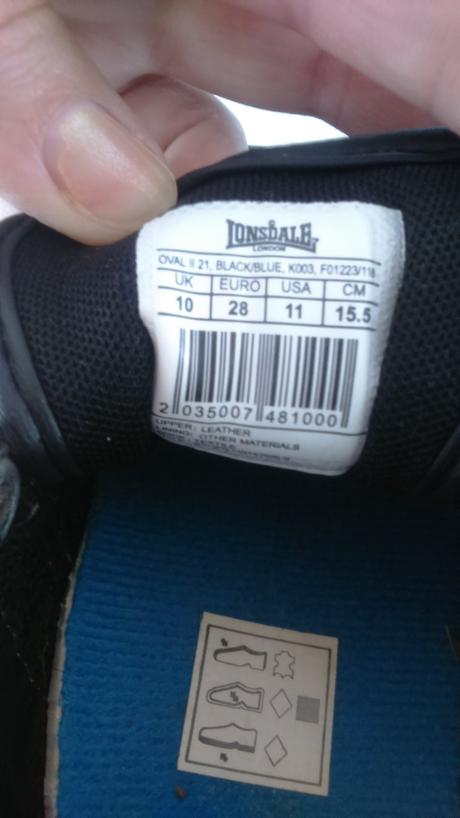 LONSDALE
LONDON
OVAL II 21, BLACK/BLUE, K003, F01223/118
UK EURO USA CM
10 28 11 15.5
2 035007 481000
UPPER: LEATHER
LINING: OTHER MATERIALS